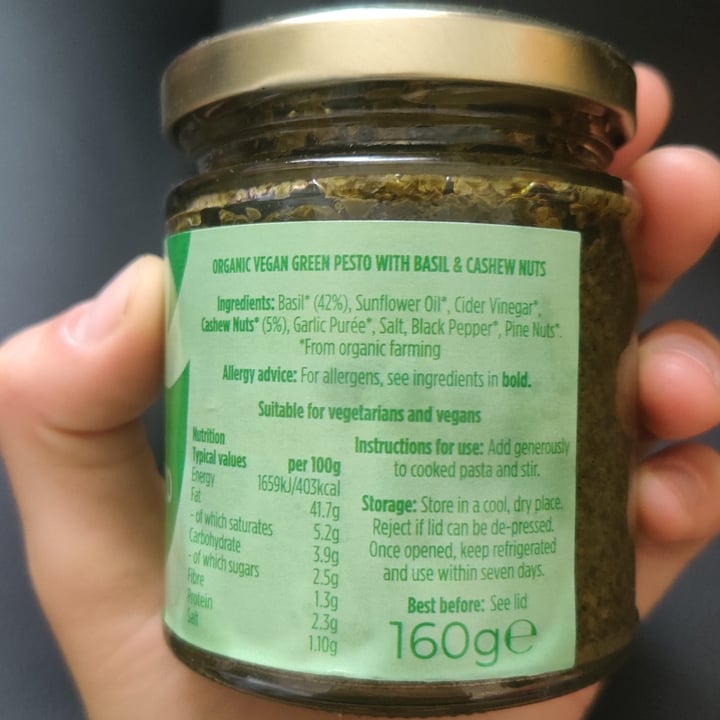 ORGANIC VEGAN GREEN PESTO WITH BASIL & CASHEW NUTS
Ingredients: Basil* (42%), Sunflower Oil*, Cider Vinegar*,
Cashew Nuts* (5%), Garlic Purée*, Salt, Black Pepper*, Pine Nuts*.
*From organic farming
Allergy advice: For allergens, see ingredients in bold.
Suitable for vegetarians and vegans
Nutrition
Typical values per 100g
Energy 1659kJ/403kcal
Fat 41.7g
- of which saturates 5.2g
Carbohydrate 3.9g
- of which sugars 2.5g
Fibre 1.3g
Protein 2.3g
Salt 1.10g
Instructions for use: Add generously
to cooked pasta and stir.
Storage: Store in a cool, dry place.
Reject if lid can be de-pressed.
Once opened, keep refrigerated
and use within seven days.
Best before: See lid
160g℮